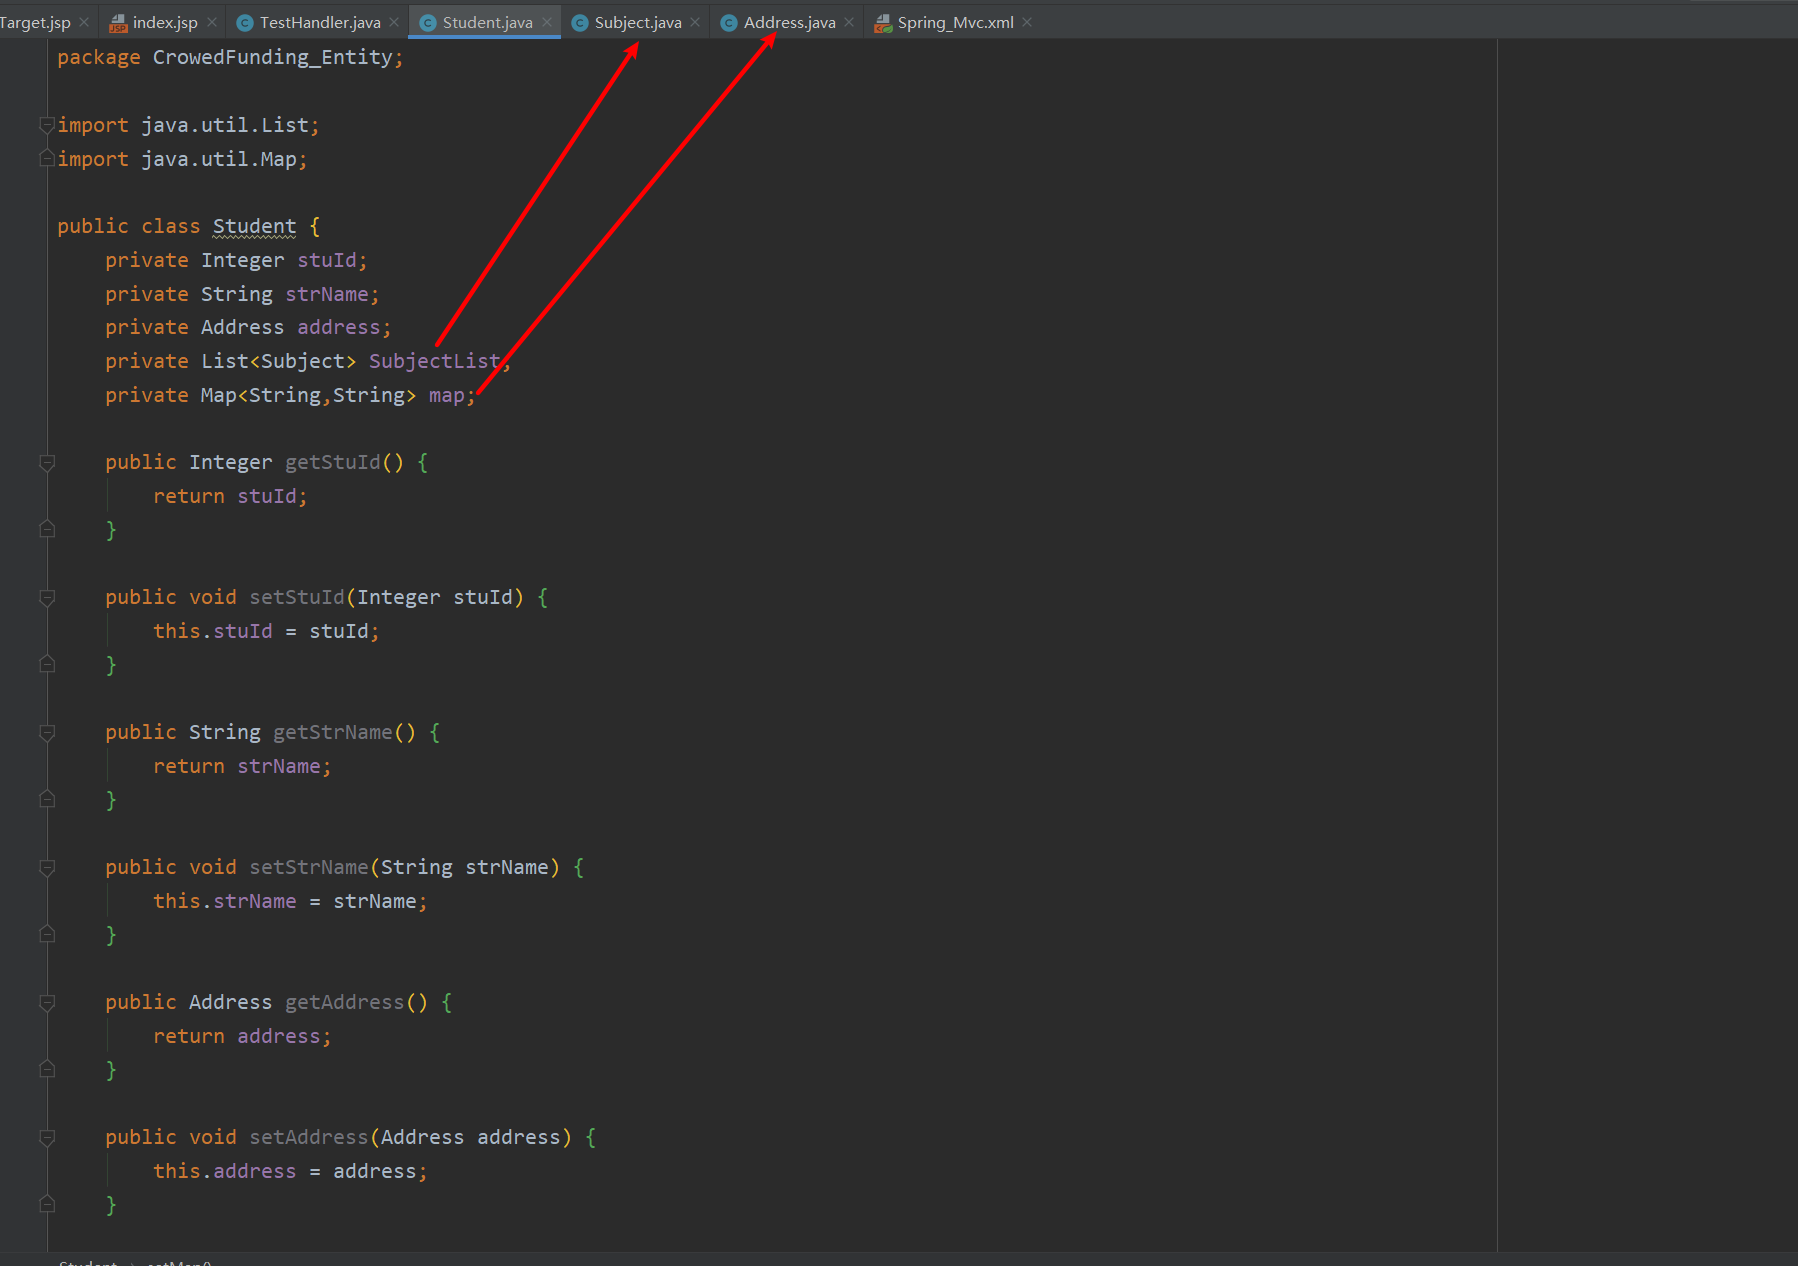 Target.jsp index.jsp TestHandler.java Student.java Subject.java Address.java Spring_Mvc.xml
package CrowedFunding_Entity;
import java.util.List;
import java.util.Map;
public class Student {
private Integer stuId;
private String strName;
private Address address;
private List<Subject> SubjectList;
private Map<String,String> map;
public Integer getStuId() {
return stuId;
}
public void setStuId(Integer stuId) {
this.stuId = stuId;
}
public String getStrName() {
return strName;
}
public void setStrName(String strName) {
this.strName = strName;
}
public Address getAddress() {
return address;
}
public void setAddress(Address address) {
this.address = address;
}